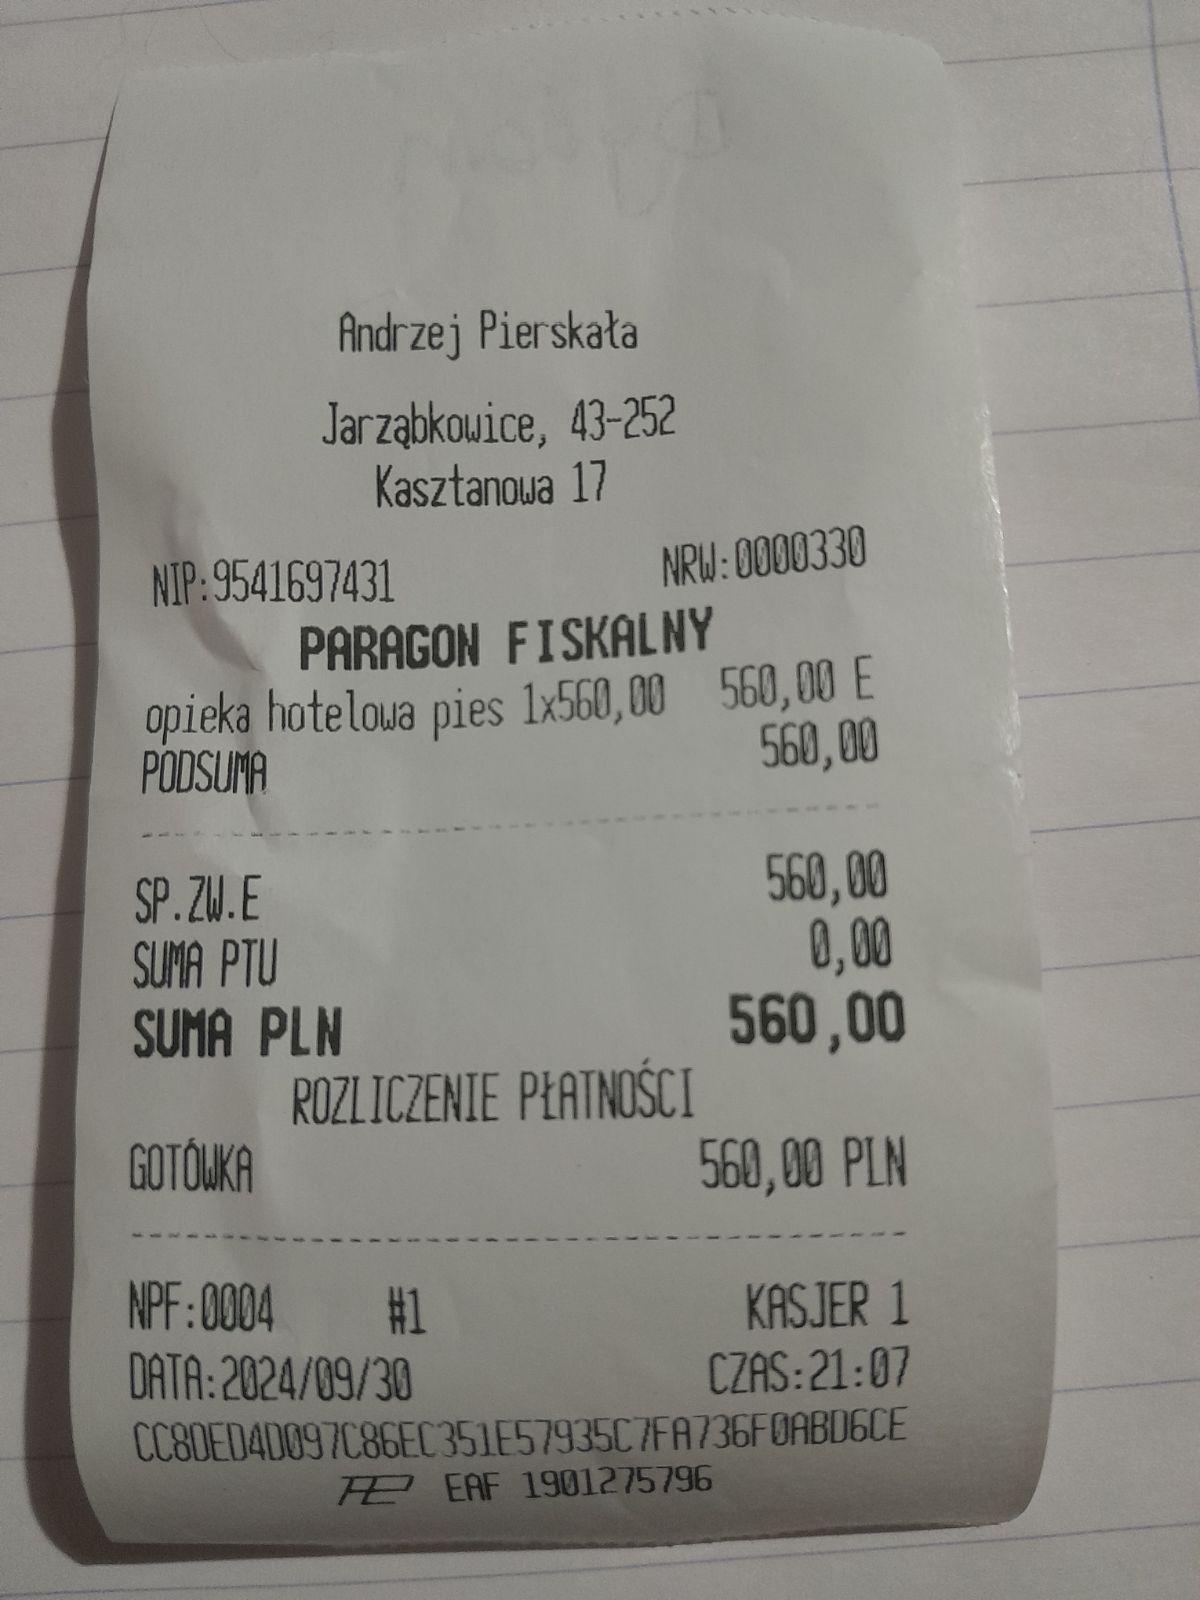 Andrzej Pierskała
Jarząbkowice, 43-252
Kasztanowa 17
NIP:9541697431 NRW:0000330
PARAGON FISKALNY
opieka hotelowa pies 1x560,00 560,00 E
PODSUMA 560,00
SP.ZW.E 560,00
SUMA PTU 0,00
SUMA PLN 560,00
ROZLICZENIE PŁATNOŚCI
GOTÓWKA 560,00 PLN
NPF:0004 #1 KASJER 1
DATA:2024/09/30 CZAS:21:07
CC8DED4D097C86EC351E57935C7FA736F0ABD6CE
EAF 1901275796